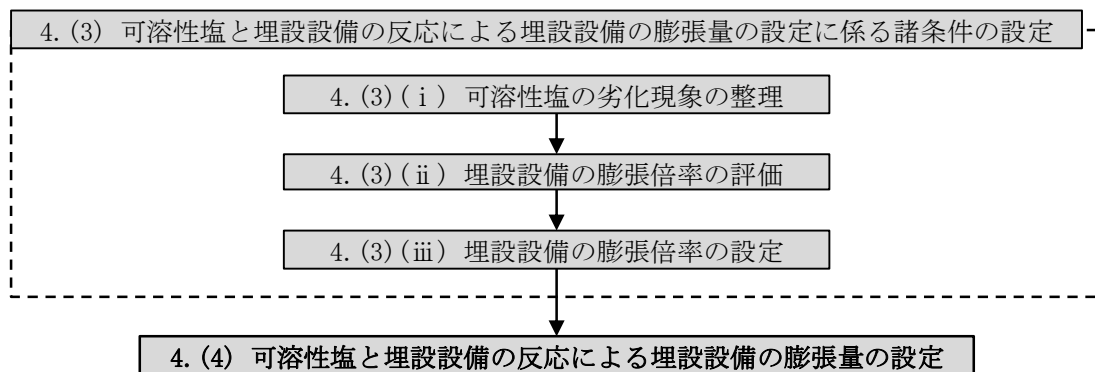 4.(3) 可溶性塩と埋設設備の反応による埋設設備の膨張量の設定に係る諸条件の設定
4.(3)(ⅰ) 可溶性塩の劣化現象の整理
4.(3)(ⅱ) 埋設設備の膨張倍率の評価
4.(3)(ⅲ) 埋設設備の膨張倍率の設定
4.(4) 可溶性塩と埋設設備の反応による埋設設備の膨張量の設定